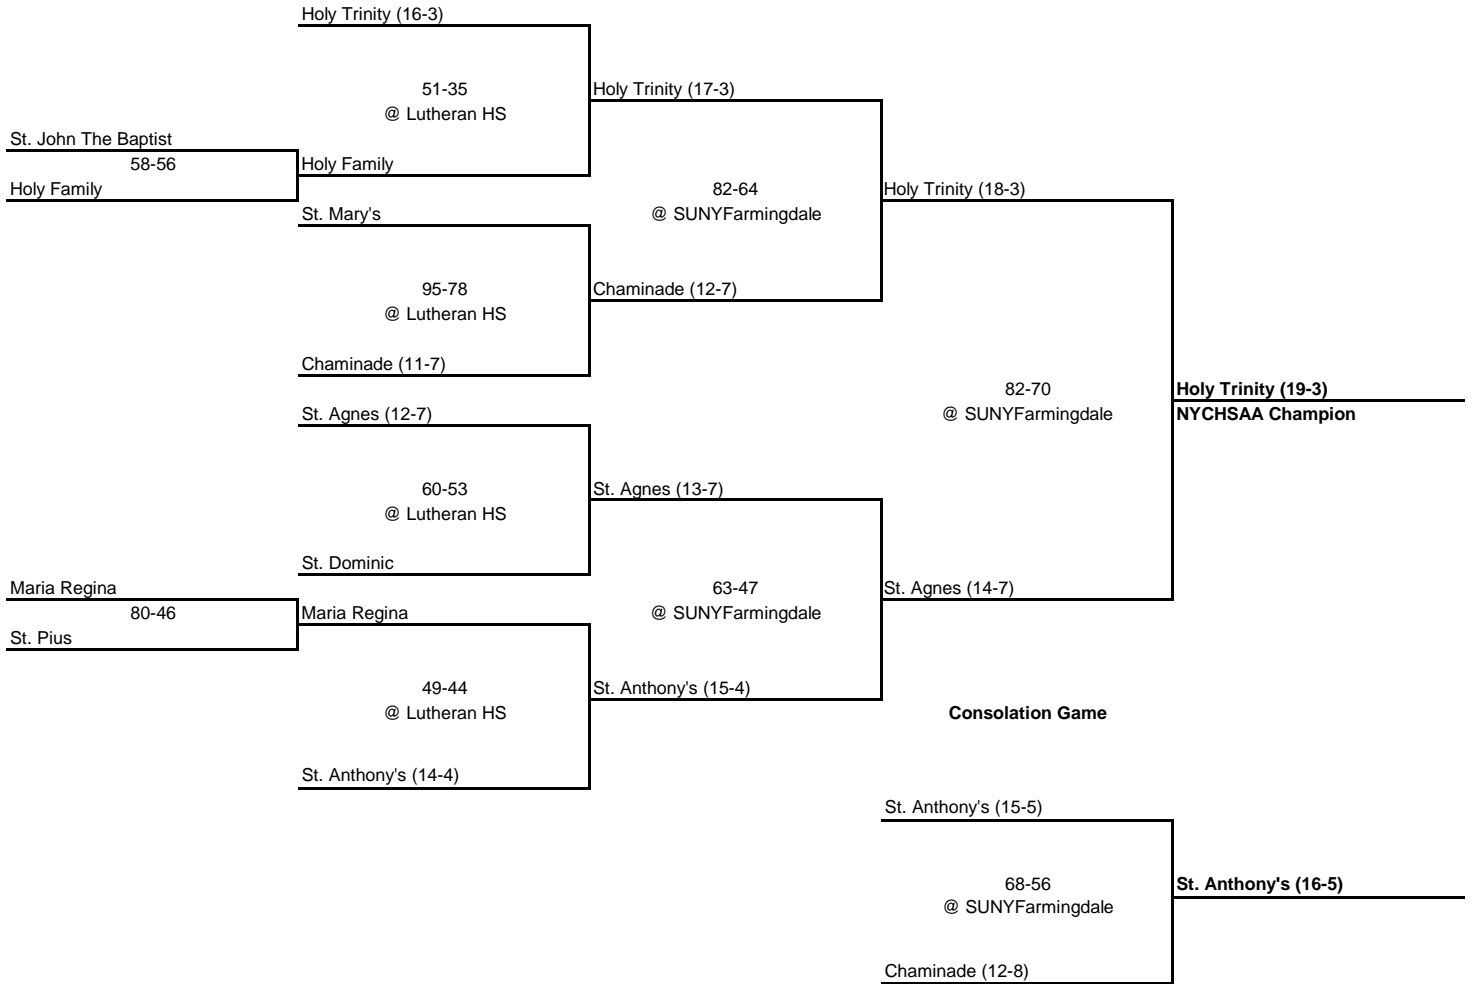 Holy Trinity (16-3)
51-35
@ Lutheran HS
Holy Trinity (17-3)
St. John The Baptist
58-56
Holy Family
Holy Family
82-64
@ SUNYFarmingdale
Holy Trinity (18-3)
St. Mary's
95-78
@ Lutheran HS
Chaminade (12-7)
Chaminade (11-7)
82-70
@ SUNYFarmingdale
Holy Trinity (19-3)
NYCHSAA Champion
St. Agnes (12-7)
60-53
@ Lutheran HS
St. Agnes (13-7)
St. Dominic
Maria Regina
80-46
St. Pius
Maria Regina
63-47
@ SUNYFarmingdale
St. Agnes (14-7)
49-44
@ Lutheran HS
St. Anthony's (15-4)
St. Anthony's (14-4)
Consolation Game
St. Anthony's (15-5)
68-56
@ SUNYFarmingdale
St. Anthony's (16-5)
Chaminade (12-8)